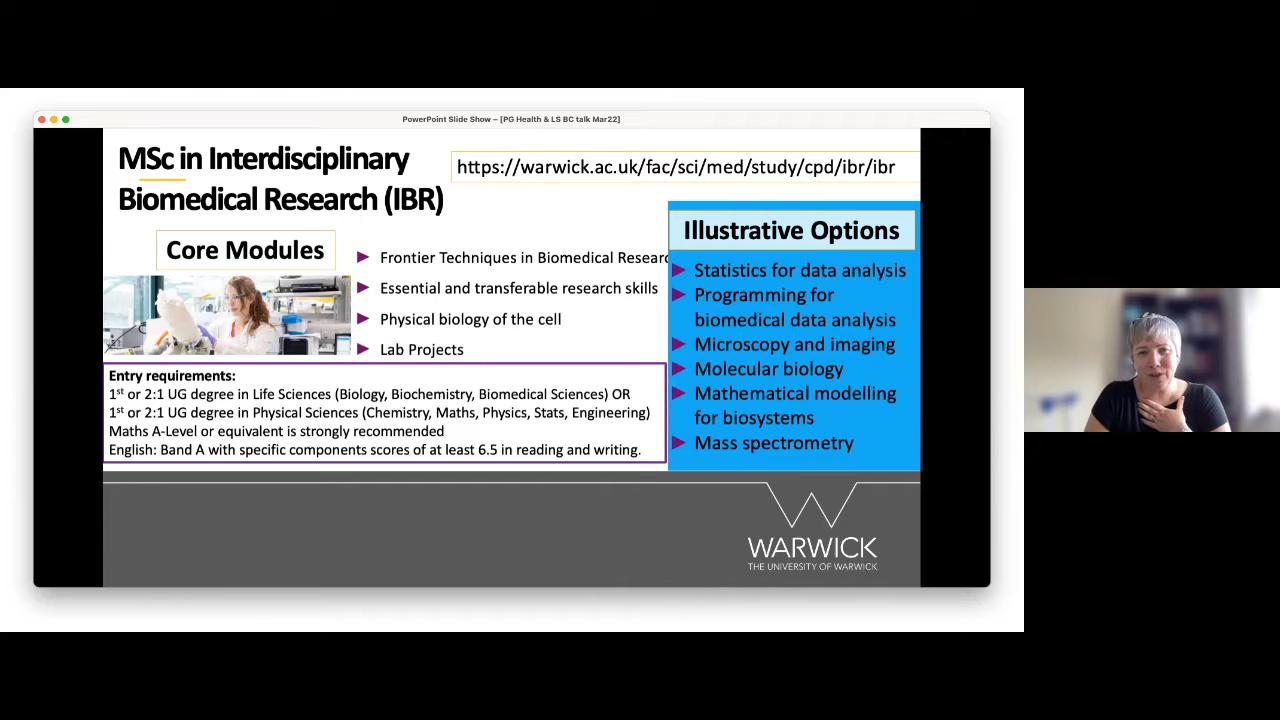 PowerPoint Slide Show – [PG Health & LS BC talk Mar22]
MSc in Interdisciplinary
Biomedical Research (IBR)
https://warwick.ac.uk/fac/sci/med/study/cpd/ibr/ibr
Core Modules
Frontier Techniques in Biomedical Researc
Essential and transferable research skills
Physical biology of the cell
Lab Projects
Entry requirements:
1st or 2:1 UG degree in Life Sciences (Biology, Biochemistry, Biomedical Sciences) OR
1st or 2:1 UG degree in Physical Sciences (Chemistry, Maths, Physics, Stats, Engineering)
Maths A-Level or equivalent is strongly recommended
English: Band A with specific components scores of at least 6.5 in reading and writing.
Illustrative Options
Statistics for data analysis
Programming for
biomedical data analysis
Microscopy and imaging
Molecular biology
Mathematical modelling
for biosystems
Mass spectrometry
WARWICK
THE UNIVERSITY OF WARWICK